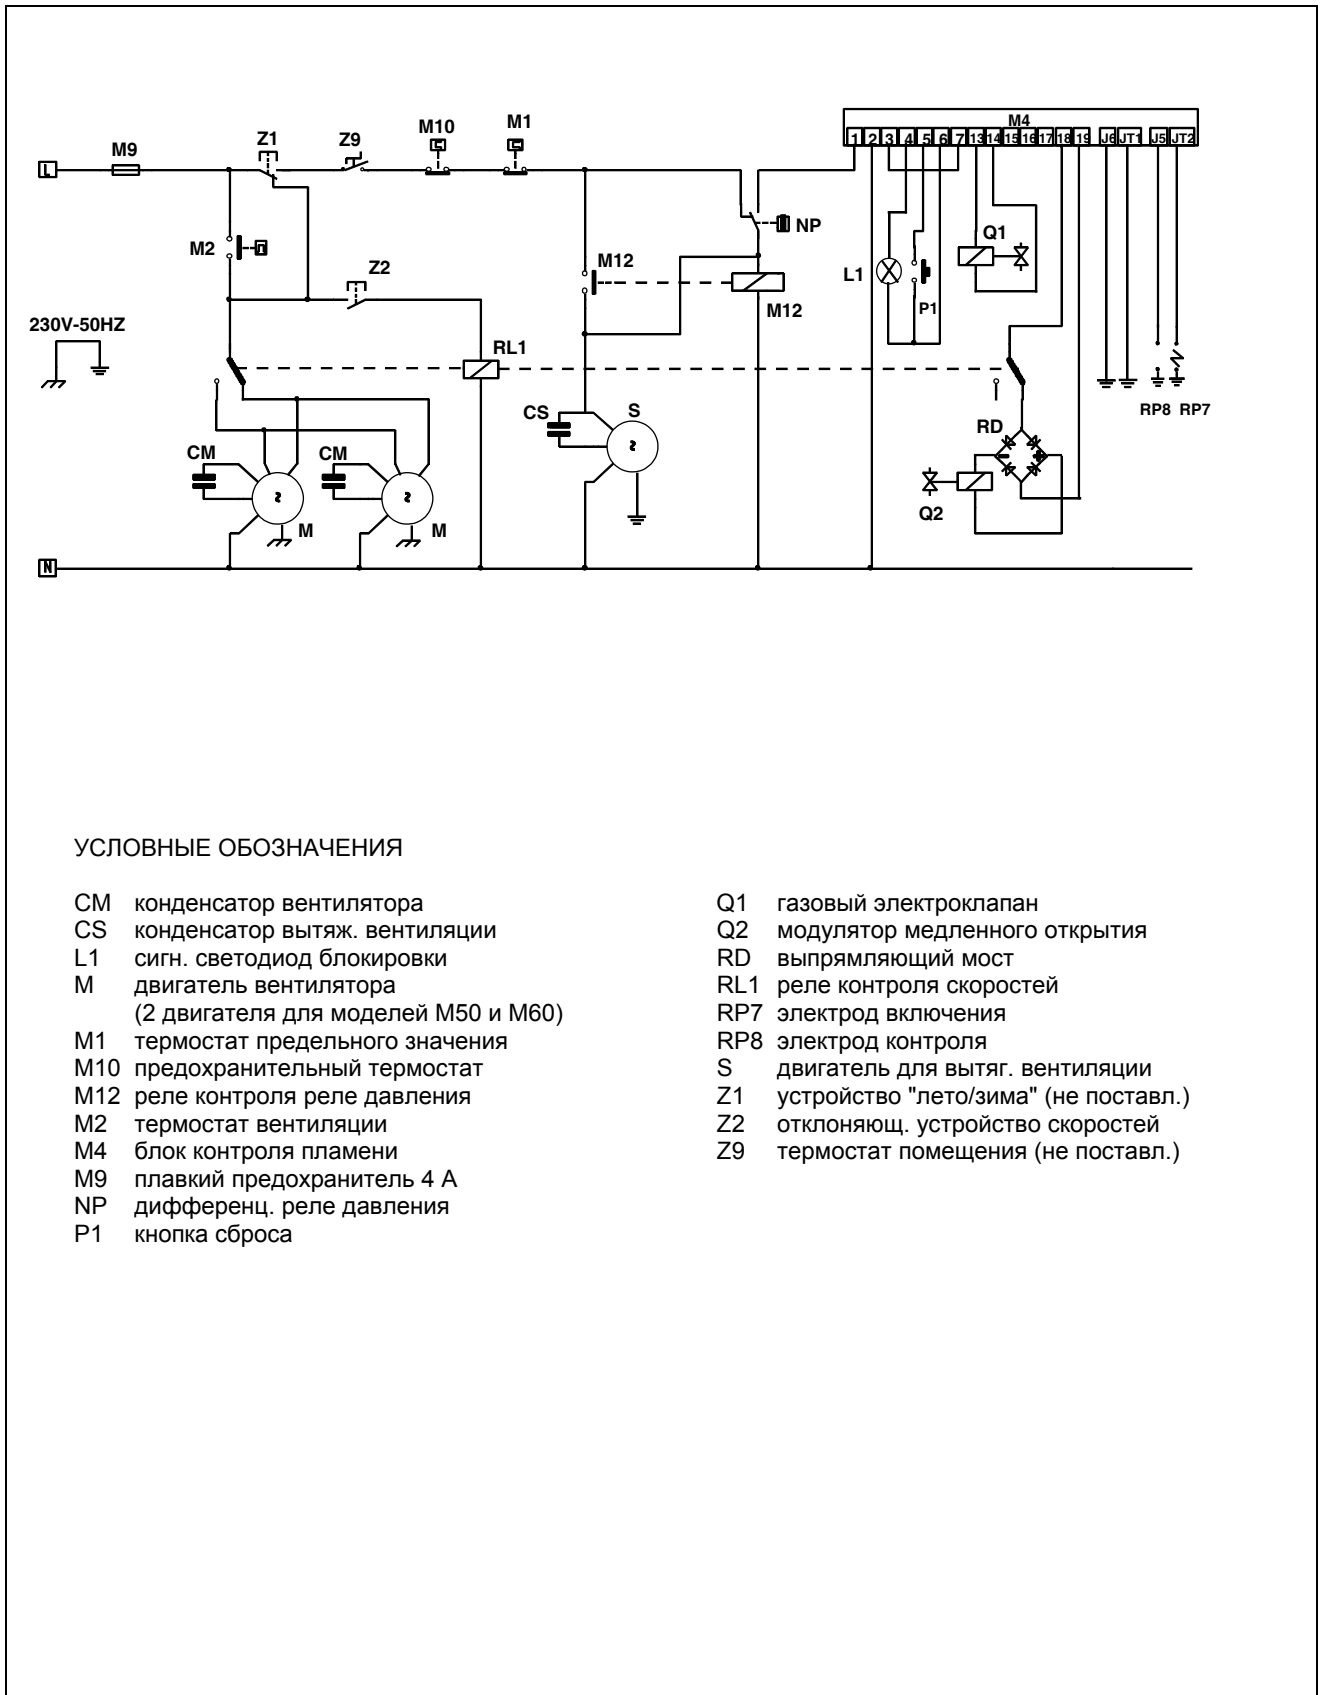 M4
1 2 3 4 5 6 7 13 14 15 16 17 18 19 J6 JT1 J5 JT2
M9
Z1
Z9
M10
M1
L
NP
M2
Z2
M12
M12
L1
P1
Q1
230V-50HZ
RL1
CS
S
RD
RP8 RP7
CM
CM
M
M
Q2
N
УСЛОВНЫЕ ОБОЗНАЧЕНИЯ
CM конденсатор вентилятора
CS конденсатор вытяж. вентиляции
L1 сигн. светодиод блокировки
M двигатель вентилятора
(2 двигателя для моделей M50 и M60)
M1 термостат предельного значения
M10 предохранительный термостат
M12 реле контроля реле давления
M2 термостат вентиляции
M4 блок контроля пламени
M9 плавкий предохранитель 4 А
NP дифференц. реле давления
P1 кнопка сброса
Q1 газовый электроклапан
Q2 модулятор медленного открытия
RD выпрямляющий мост
RL1 реле контроля скоростей
RP7 электрод включения
RP8 электрод контроля
S двигатель для вытяг. вентиляции
Z1 устройство "лето/зима" (не поставл.)
Z2 отклоняющ. устройство скоростей
Z9 термостат помещения (не поставл.)